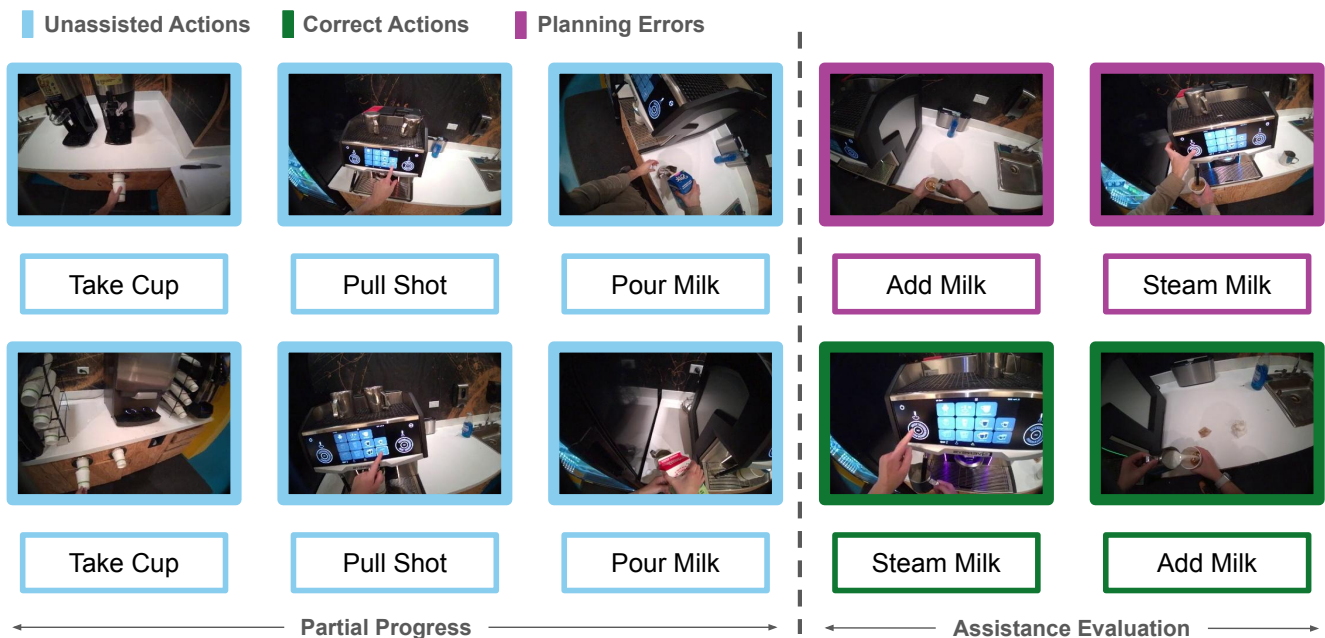 Unassisted Actions
Correct Actions
Planning Errors
Take Cup
Pull Shot
Pour Milk
Add Milk
Steam Milk
Take Cup
Pull Shot
Pour Milk
Steam Milk
Add Milk
Partial Progress
Assistance Evaluation